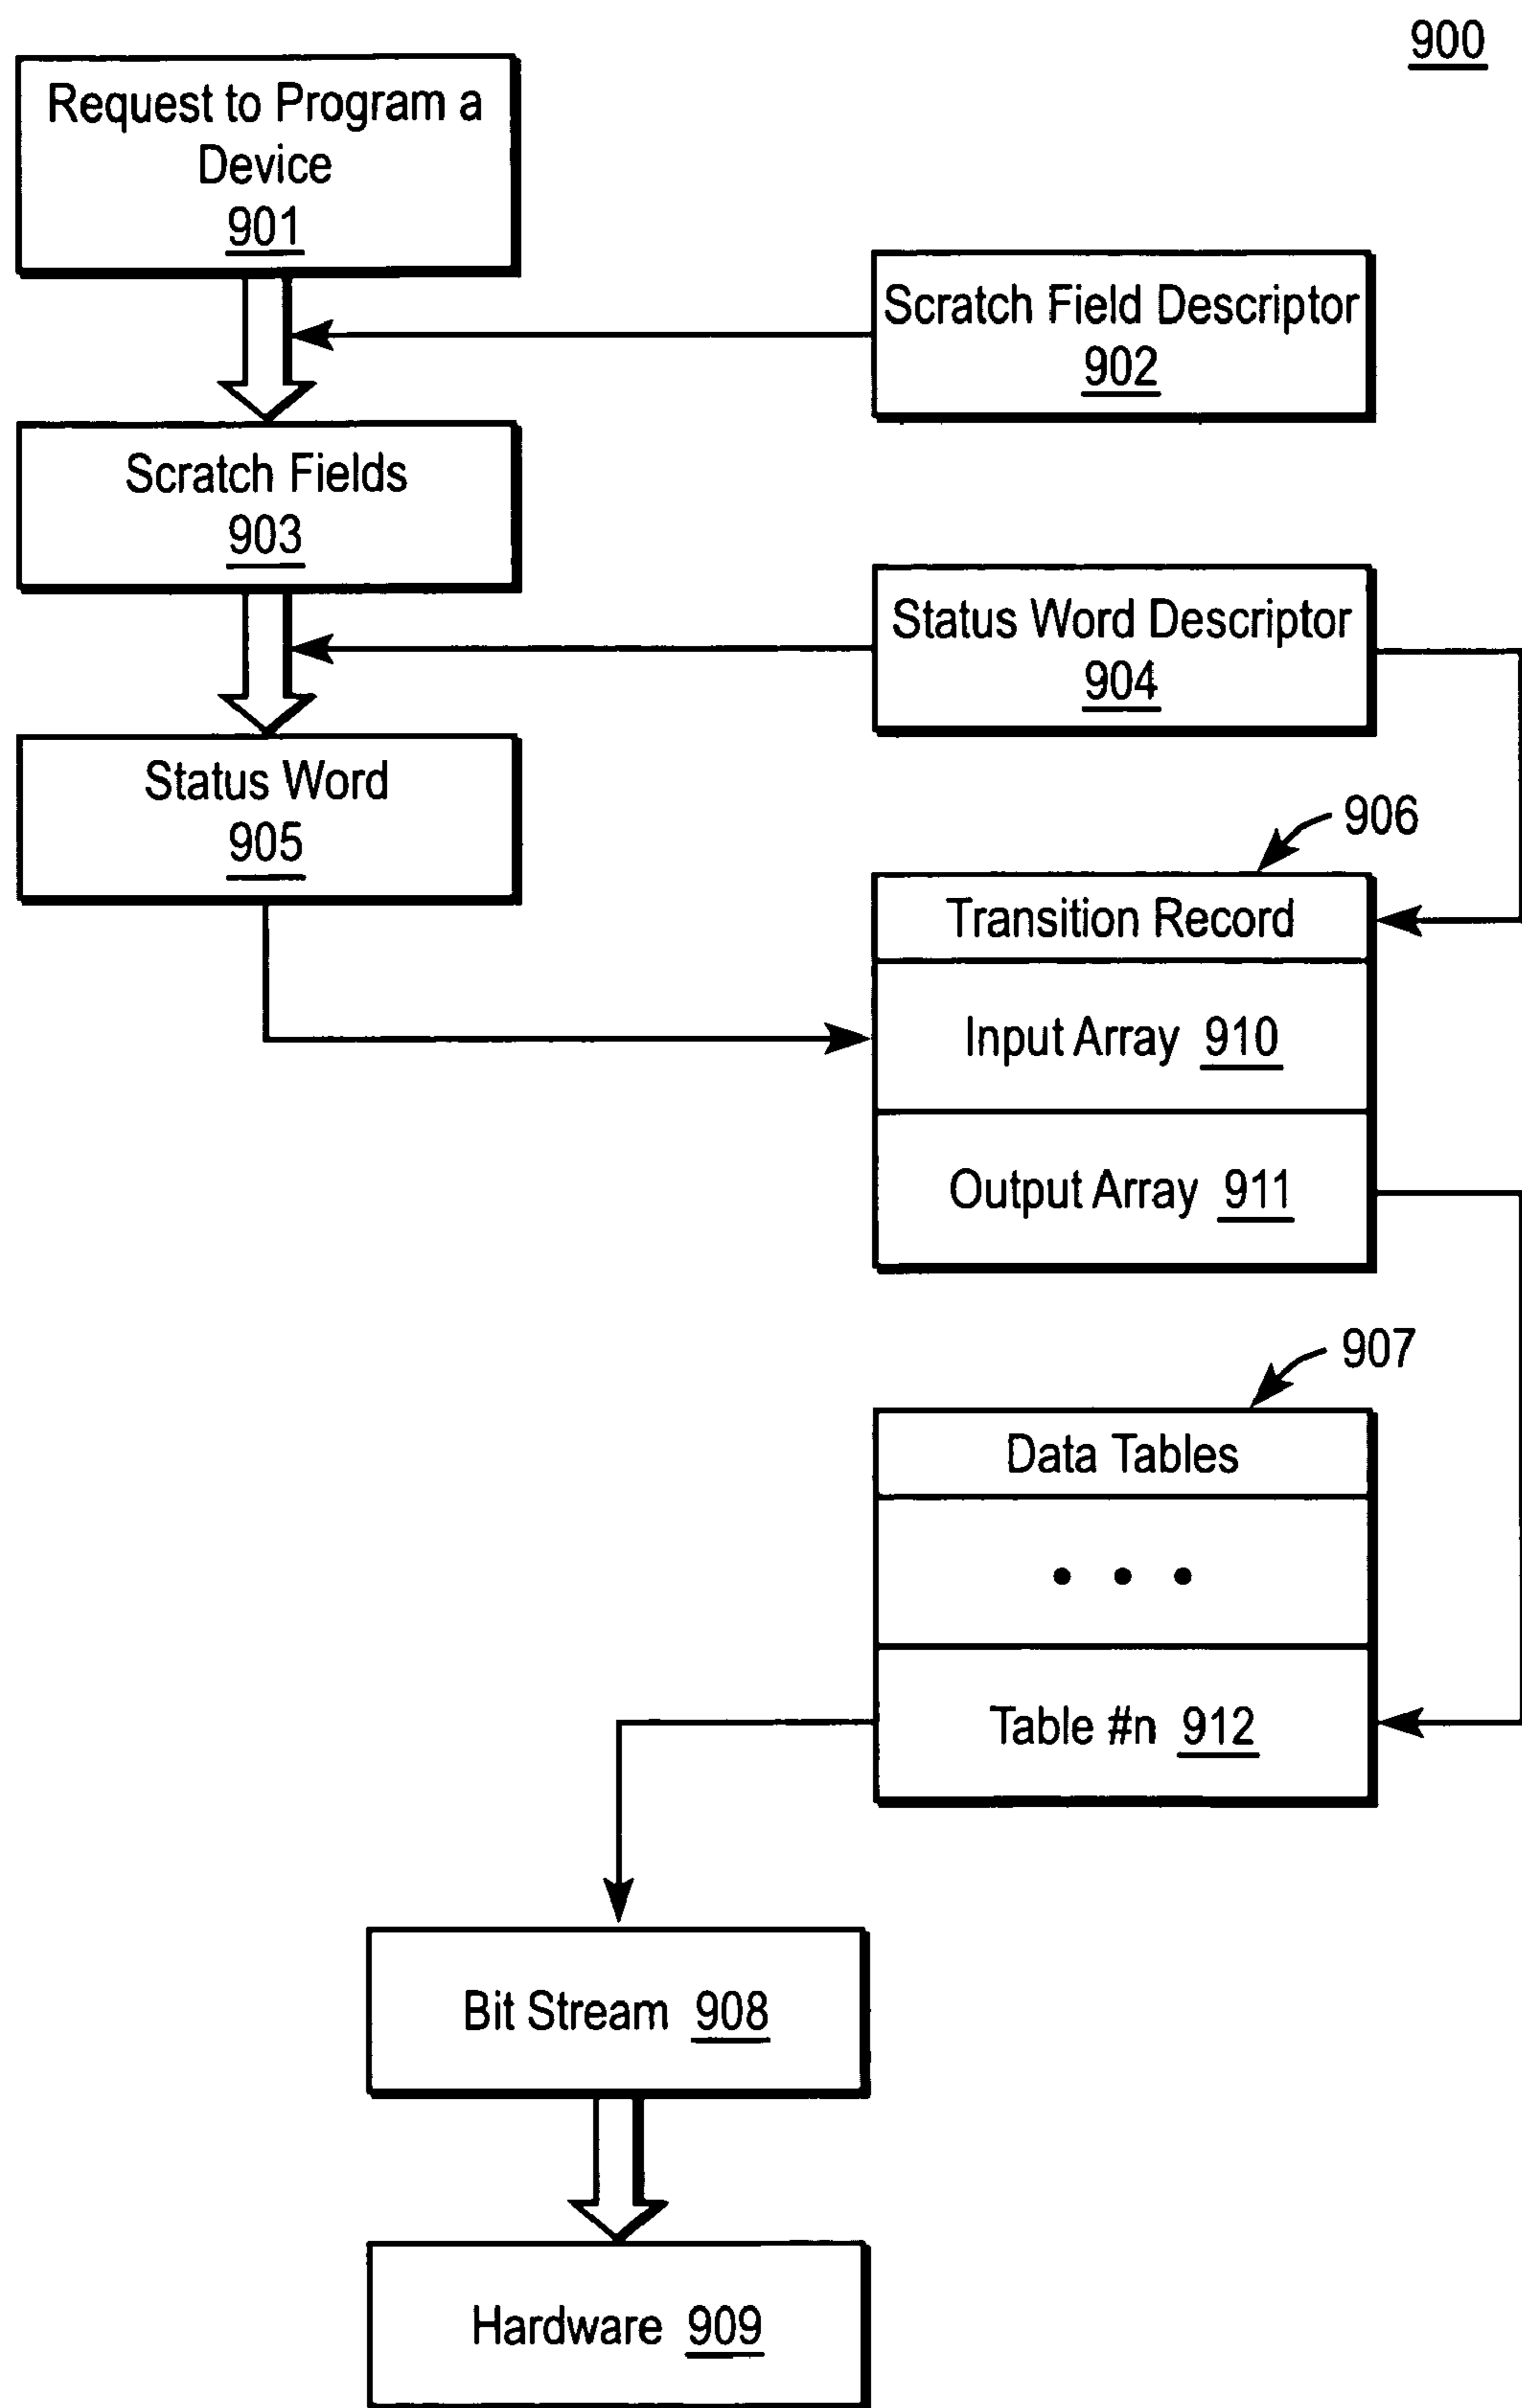 900
Request to Program a
Device
901
Scratch Field Descriptor
902
Scratch Fields
903
Status Word Descriptor
904
Status Word
905
906
Transition Record
Input Array 910
Output Array 911
907
Data Tables
• • •
Table #n 912
Bit Stream 908
Hardware 909